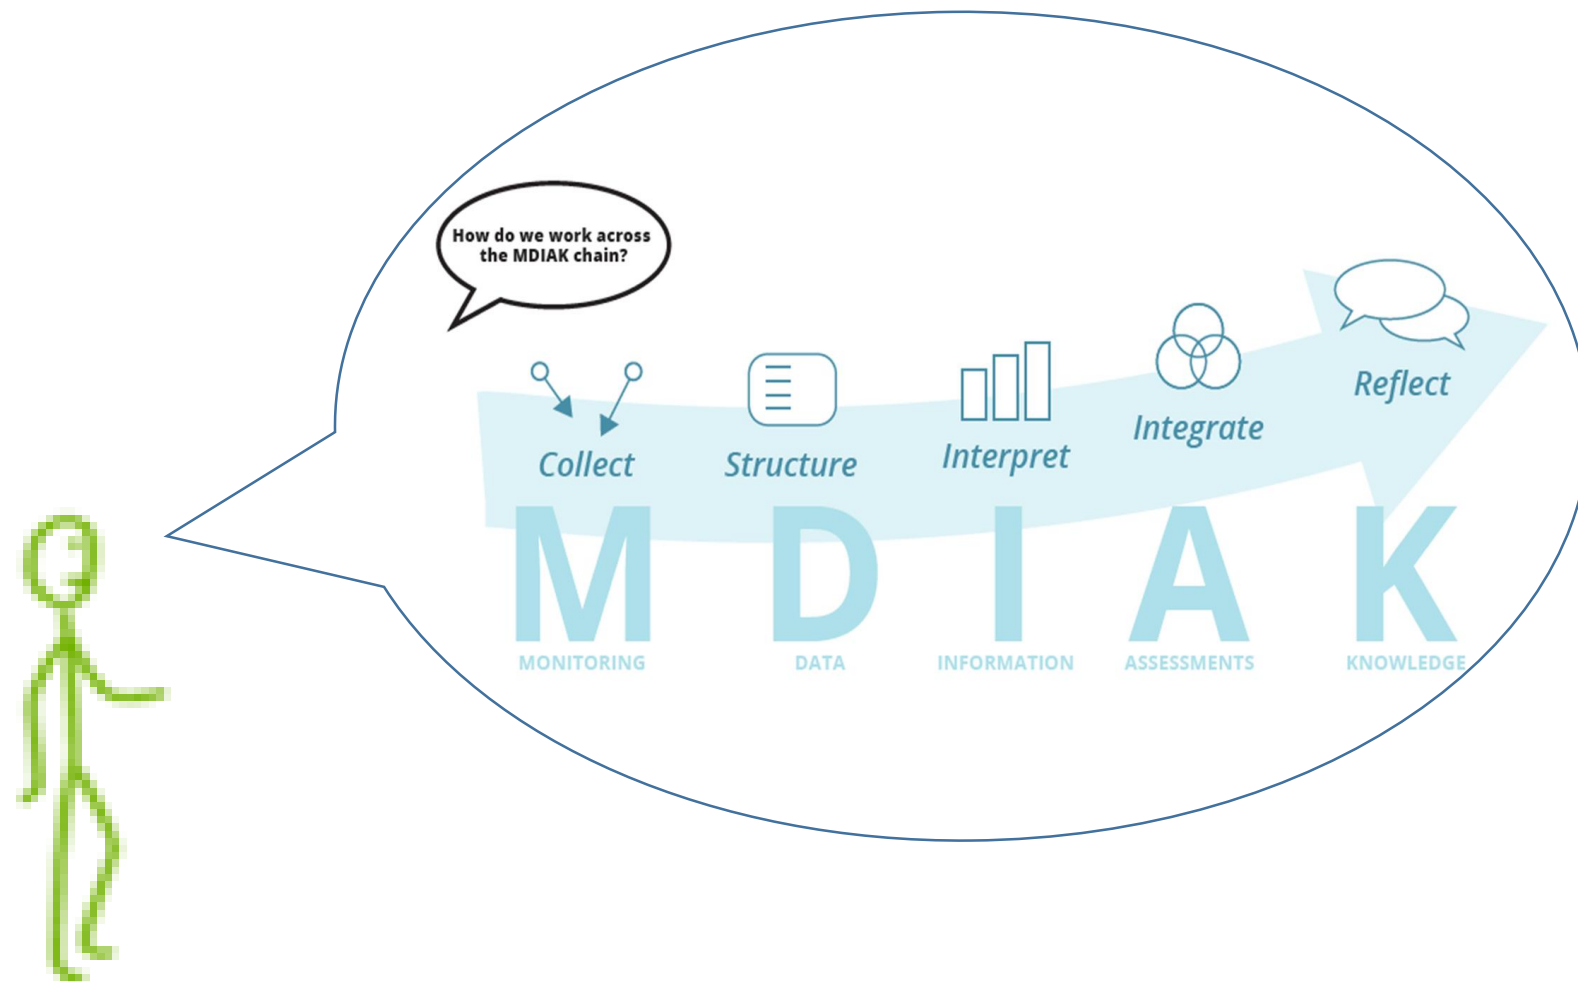 How do we work across
the MDIAK chain?
Collect
Structure
Interpret
Integrate
Reflect
M D I A K
MONITORING DATA INFORMATION ASSESSMENTS KNOWLEDGE